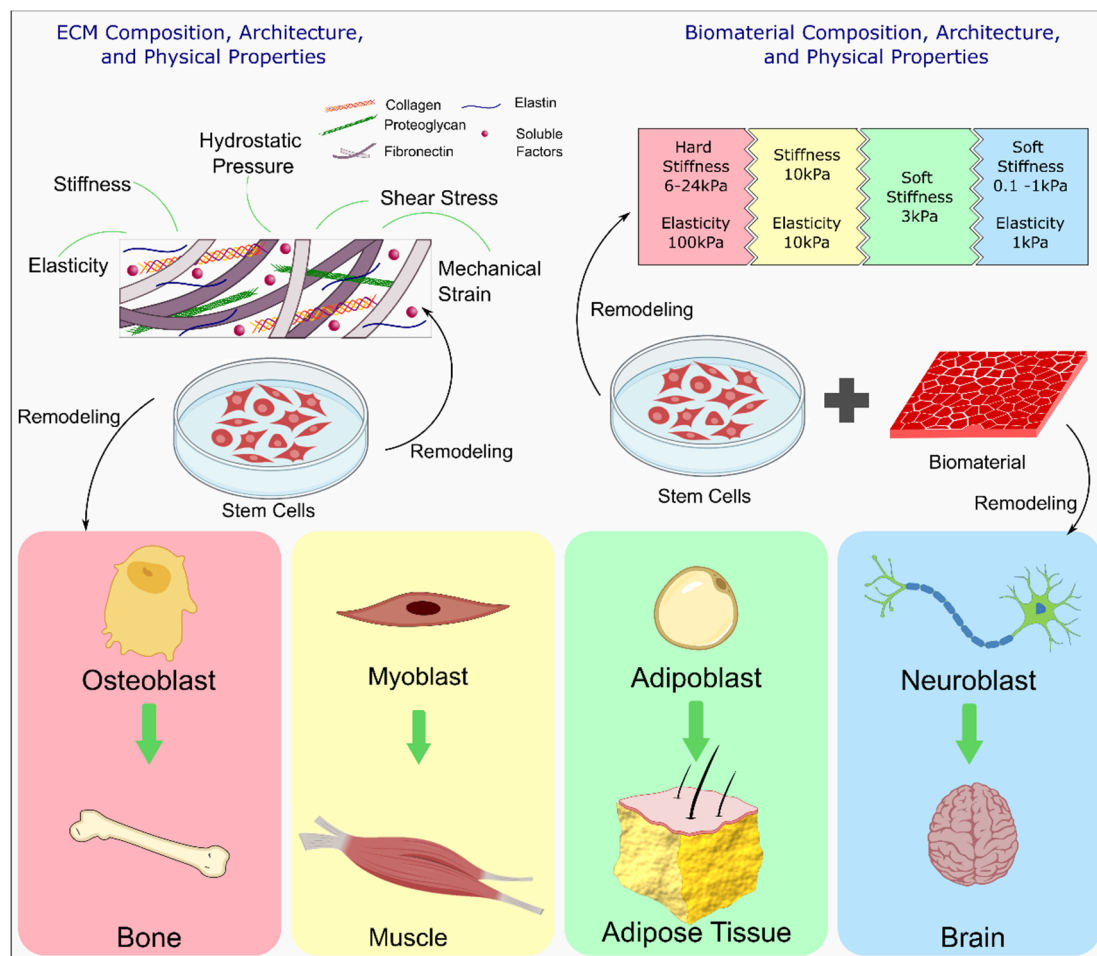 ECM Composition, Architecture,
and Physical Properties
Collagen
Elastin
Proteoglycan
Soluble
Factors
Fibronectin
Hydrostatic
Pressure
Stiffness
Shear Stress
Elasticity
Mechanical
Strain
Remodeling
Remodeling
Stem Cells
Biomaterial Composition, Architecture,
and Physical Properties
Hard
Stiffness
6-24kPa
Elasticity
100kPa
Stiffness
10kPa
Elasticity
10kPa
Soft
Stiffness
3kPa
Soft
Stiffness
0.1 -1kPa
Elasticity
1kPa
Remodeling
Stem Cells
Biomaterial
Remodeling
Osteoblast
Bone
Myoblast
Muscle
Adipoblast
Adipose Tissue
Neuroblast
Brain